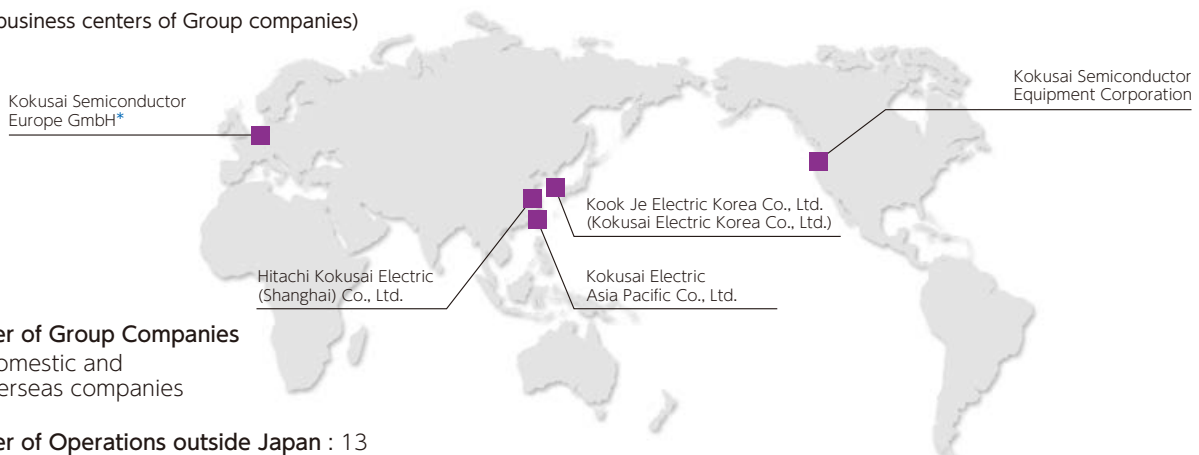 business centers of Group companies)
Kokusai Semiconductor
Europe GmbH*
Kokusai Semiconductor
Equipment Corporation
Kook Je Electric Korea Co., Ltd.
(Kokusai Electric Korea Co., Ltd.)
Hitachi Kokusai Electric
(Shanghai) Co., Ltd.
Kokusai Electric
Asia Pacific Co., Ltd.
er of Group Companies
omestic and
erseas companies
er of Operations outside Japan : 13